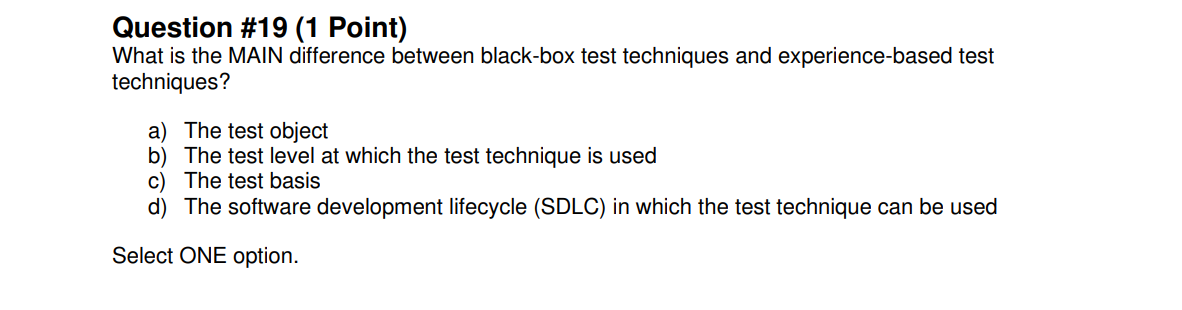 Question #19 (1 Point)
What is the MAIN difference between black-box test techniques and experience-based test
techniques?
a) The test object
b) The test level at which the test technique is used
c) The test basis
d) The software development lifecycle (SDLC) in which the test technique can be used
Select ONE option.